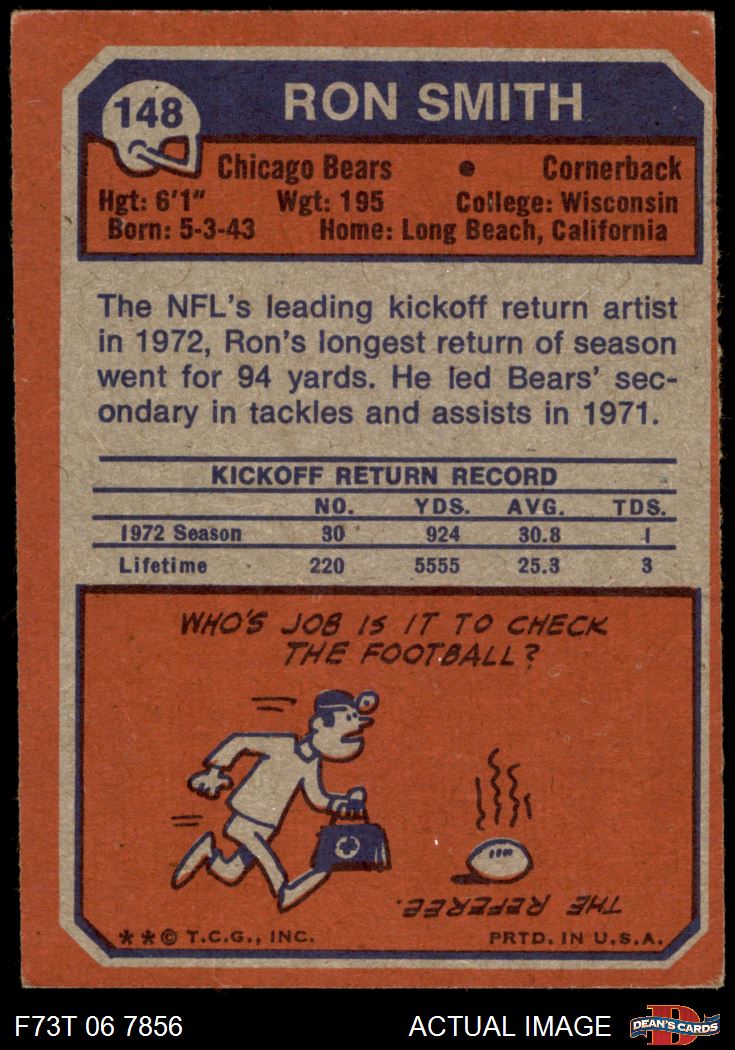 148
RON SMITH
Chicago Bears • Cornerback
Hgt: 6'1" Wgt: 195 College: Wisconsin
Born: 5-3-43 Home: Long Beach, California
The NFL's leading kickoff return artist
in 1972, Ron's longest return of season
went for 94 yards. He led Bears' sec-
ondary in tackles and assists in 1971.
KICKOFF RETURN RECORD
NO. YDS. AVG. TDS.
1972 Season 30 924 30.8 1
Lifetime 220 5555 25.3 3
WHO'S JOB IS IT TO CHECK
THE FOOTBALL?
THE REFEREE.
**© T.C.G., INC. PRTD. IN U.S.A.
F73T 06 7856 ACTUAL IMAGE D DEAN'S CARDS